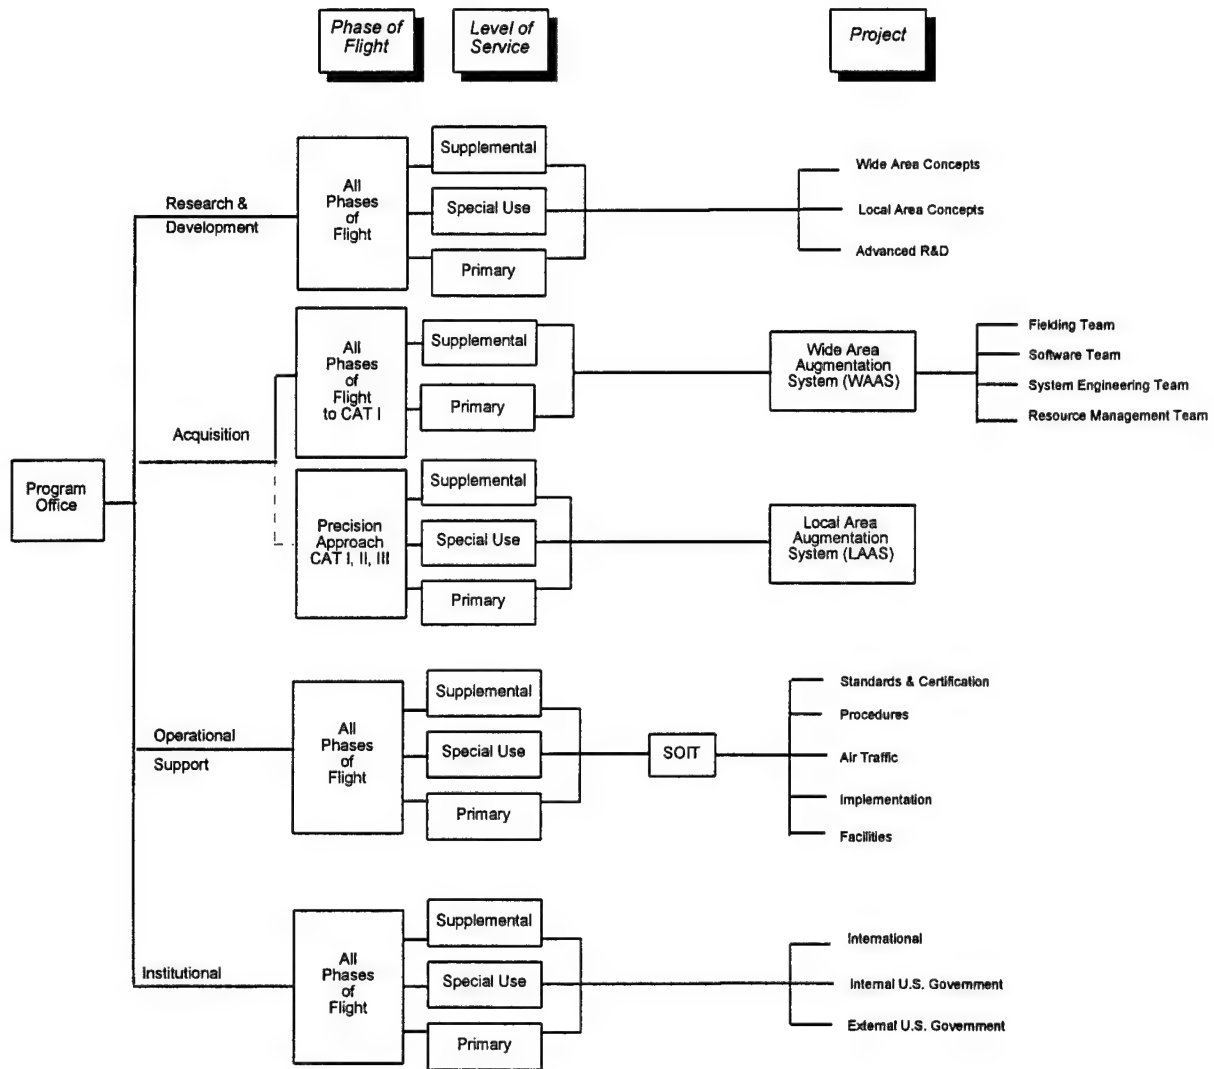 Phase of
Flight
Level of
Service
Project
Research &
Development
All
Phases
of
Flight
Supplemental
Special Use
Primary
Wide Area Concepts
Local Area Concepts
Advanced R&D
Program
Office
Acquisition
All
Phases
of
Flight
to CAT I
Supplemental
Primary
Wide Area
Augmentation
System (WAAS)
Fielding Team
Software Team
System Engineering Team
Resource Management Team
Precision
Approach
CAT I, II, III
Supplemental
Special Use
Primary
Local Area
Augmentation
System (LAAS)
Operational
Support
All
Phases
of
Flight
Supplemental
Special Use
Primary
SOIT
Standards & Certification
Procedures
Air Traffic
Implementation
Facilities
Institutional
All
Phases
of
Flight
Supplemental
Special Use
Primary
International
Internal U.S. Government
External U.S. Government